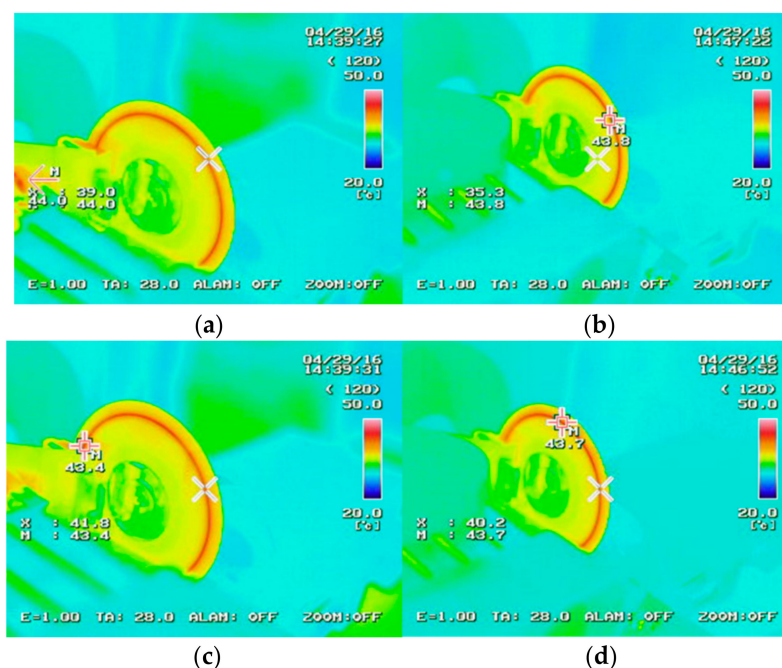 04/29/16
14:39:27
( 120)
50.0
M
X : 39.0
44.0 : 44.0
20.0
[℃]
E=1.00 TA: 28.0 ALAM: OFF ZOOM:OFF
(a)
04/29/16
14:47:22
( 120)
50.0
M
43.8
X : 35.3
M : 43.8
20.0
[℃]
E=1.00 TA: 28.0 ALAM: OFF ZOOM:OFF
(b)
04/29/16
14:39:31
( 120)
50.0
M
43.4
X : 41.8
M : 43.4
20.0
[℃]
E=1.00 TA: 28.0 ALAM: OFF ZOOM:OFF
(c)
04/29/16
14:46:52
( 120)
50.0
M
43.7
X : 40.2
M : 43.7
20.0
[℃]
E=1.00 TA: 28.0 ALAM: OFF ZOOM:OFF
(d)